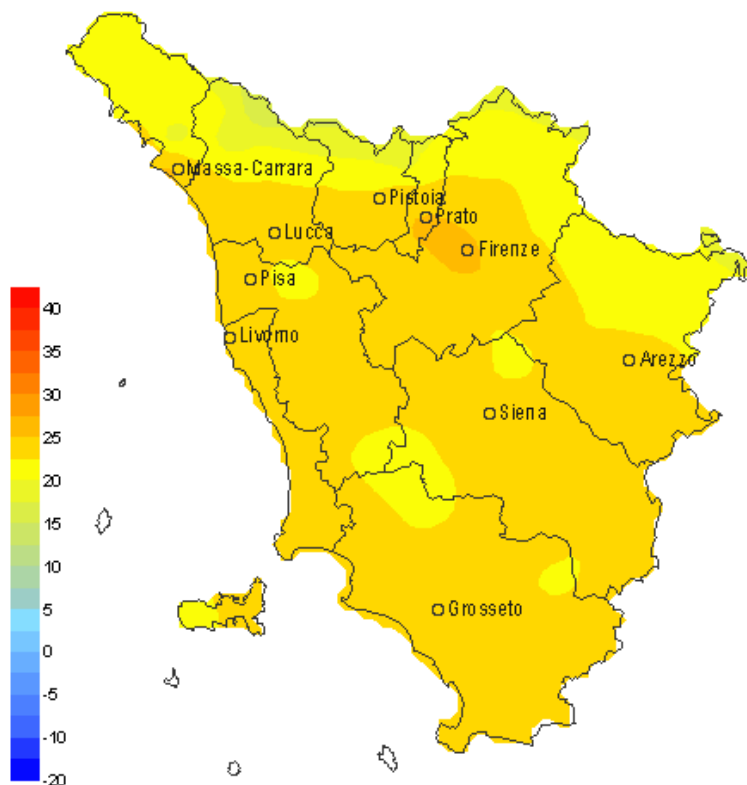 Massa-Carrara
Pistoia
Prato
Lucca
Firenze
Pisa
Livorno
Arezzo
Siena
Grosseto
40
35
30
25
20
15
10
5
0
-5
-10
-15
-20